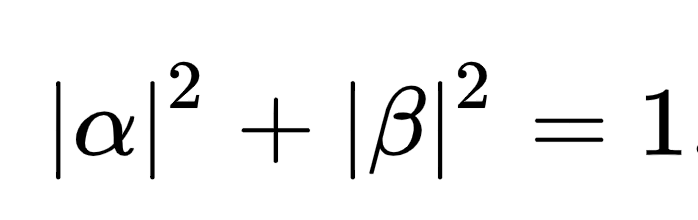 |α|² + |β|² = 1.